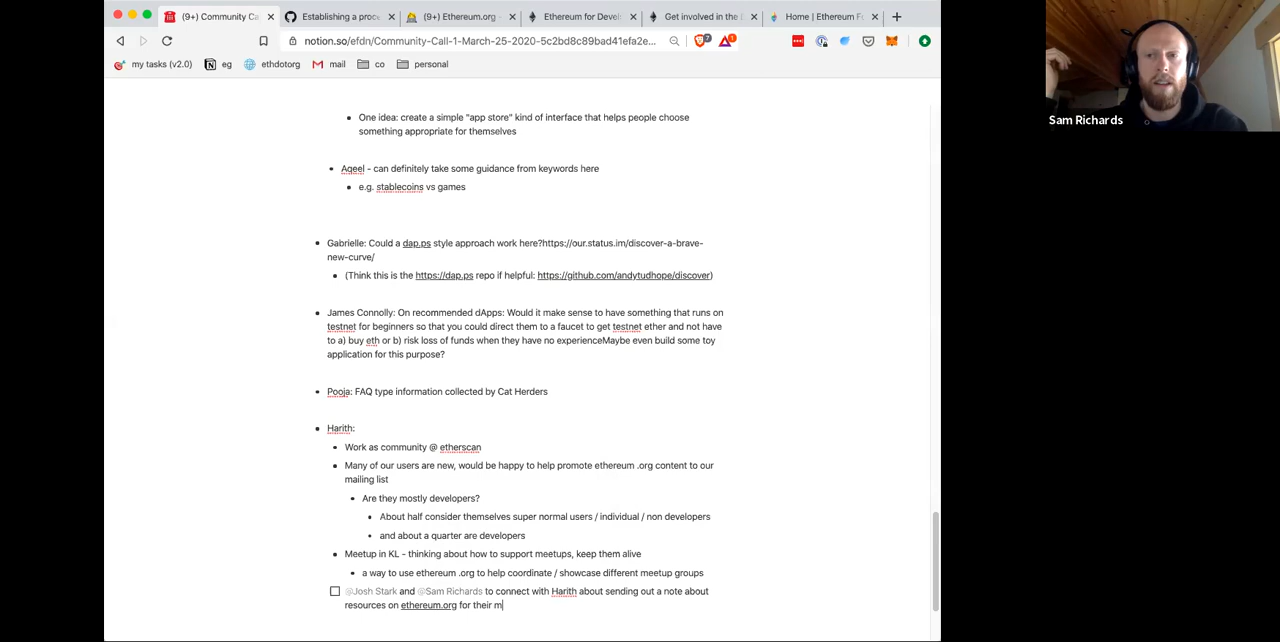 (9+) Community Ca
Establishing a proc
(9+) Ethereum.org
Ethereum for Devel
Get involved in the
Home | Ethereum Fo
notion.so/efdn/Community-Call-1-March-25-2020-5c2bd8c89bad41efa2e...
7
1
my tasks (v2.0)
eg
ethdotorg
mail
co
personal
One idea: create a simple "app store" kind of interface that helps people choose
something appropriate for themselves
Aqeel - can definitely take some guidance from keywords here
e.g. stablecoins vs games
Gabrielle: Could a dap.ps style approach work here?https://our.status.im/discover-a-brave-
new-curve/
(Think this is the https://dap.ps repo if helpful: https://github.com/andytudhope/discover)
James Connolly: On recommended dApps: Would it make sense to have something that runs on
testnet for beginners so that you could direct them to a faucet to get testnet ether and not have
to a) buy eth or b) risk loss of funds when they have no experienceMaybe even build some toy
application for this purpose?
Pooja: FAQ type information collected by Cat Herders
Harith:
Work as community @ etherscan
Many of our users are new, would be happy to help promote ethereum .org content to our
mailing list
Are they mostly developers?
About half consider themselves super normal users / individual / non developers
and about a quarter are developers
Meetup in KL - thinking about how to support meetups, keep them alive
a way to use ethereum .org to help coordinate / showcase different meetup groups
@Josh Stark and @Sam Richards to connect with Harith about sending out a note about
resources on ethereum.org for their m
Sam Richards